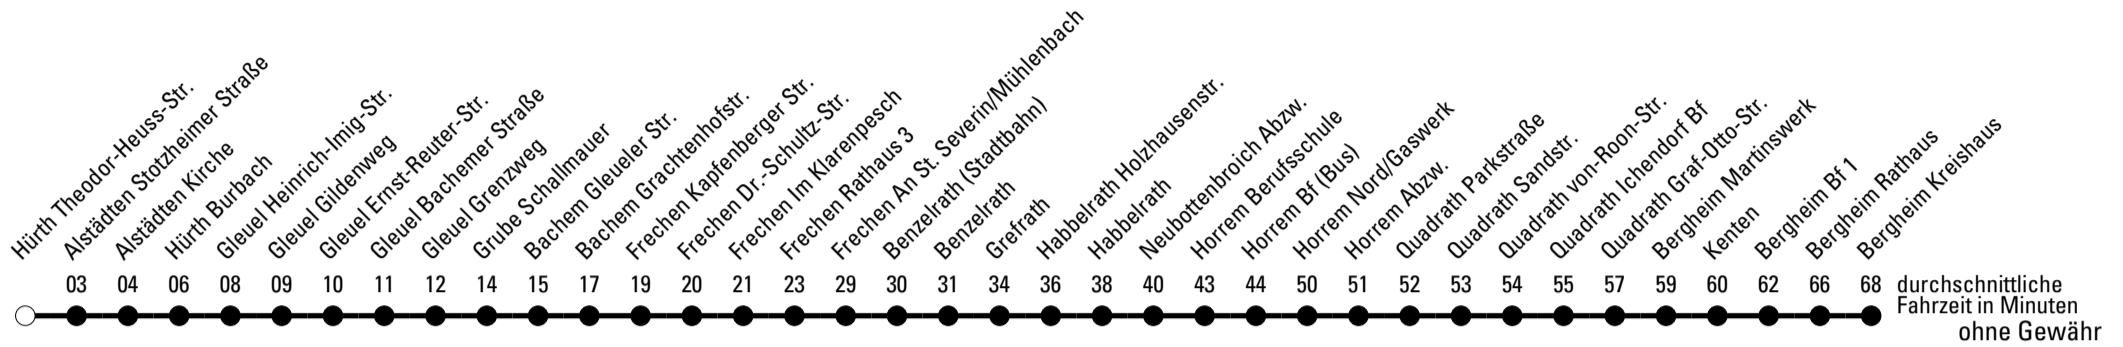 Hürth Theodor-Heuss-Str.
Alstädten Stotzheimer Straße
Alstädten Kirche
Hürth Burbach
Gleuel Heinrich-Imig-Str.
Gleuel Gildenweg
Gleuel Ernst-Reuter-Str.
Gleuel Bachemer Straße
Gleuel Grenzweg
Grube Schallmauer
Bachem Gleueler Str.
Bachem Grachtenhofstr.
Frechen Kapfenberger Str.
Frechen Dr.-Schultz-Str.
Frechen Im Klarenpesch
Frechen Rathaus 3
Frechen An St. Severin/Mühlenbach
Benzelrath (Stadtbahn)
Benzelrath
Grefrath
Habbelrath Holzhausenstr.
Habbelrath
Neubottenbroich Abzw.
Horrem Berufsschule
Horrem Bf (Bus)
Horrem Nord/Gaswerk
Horrem Abzw.
Quadrath Parkstraße
Quadrath Sandstr.
Quadrath von-Roon-Str.
Quadrath Ichendorf Bf
Quadrath Graf-Otto-Str.
Bergheim Martinswerk
Kenten
Bergheim Bf 1
Bergheim Rathaus
Bergheim Kreishaus
03 04 06 08 09 10 11 12 14 15 17 19 20 21 23 29 30 31 34 36 38 40 43 44 50 51 52 53 54 55 57 59 60 62 66 68 durchschnittliche
Fahrzeit in Minuten
ohne Gewähr